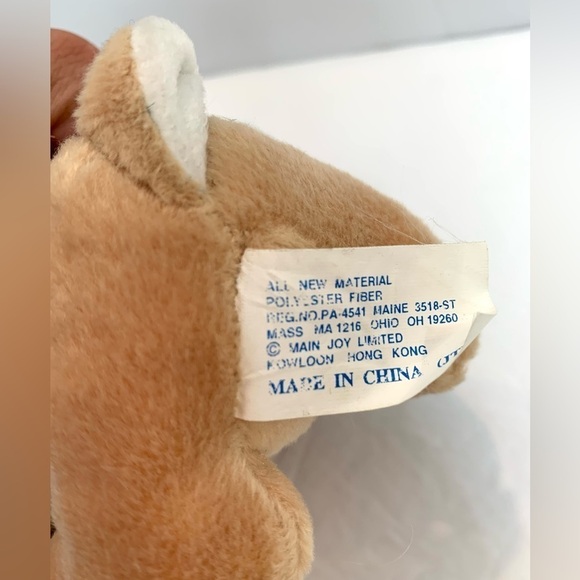 ALL NEW MATERIAL
POLYESTER FIBER
REG.NO.PA-4541 MAINE 3518-ST
MASS MA 1216 OHIO OH 19260
© MAIN JOY LIMITED
KOWLOON HONG KONG
MADE IN CHINA